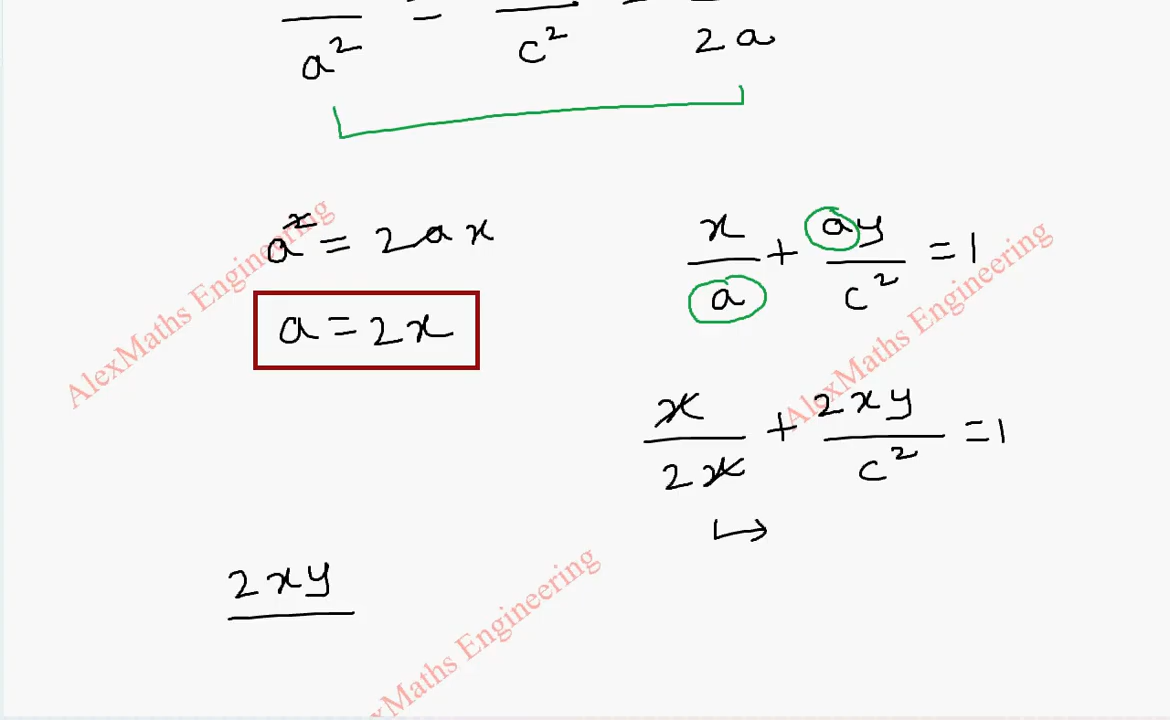 a² = c² = 2a
a² = 2ax
x/a + ay/c² = 1
a = 2x
x/2x + 2xy/c² = 1
↦
2xy
AlexMaths Engineering
AlexMaths Engineering
AlexMaths Engineering